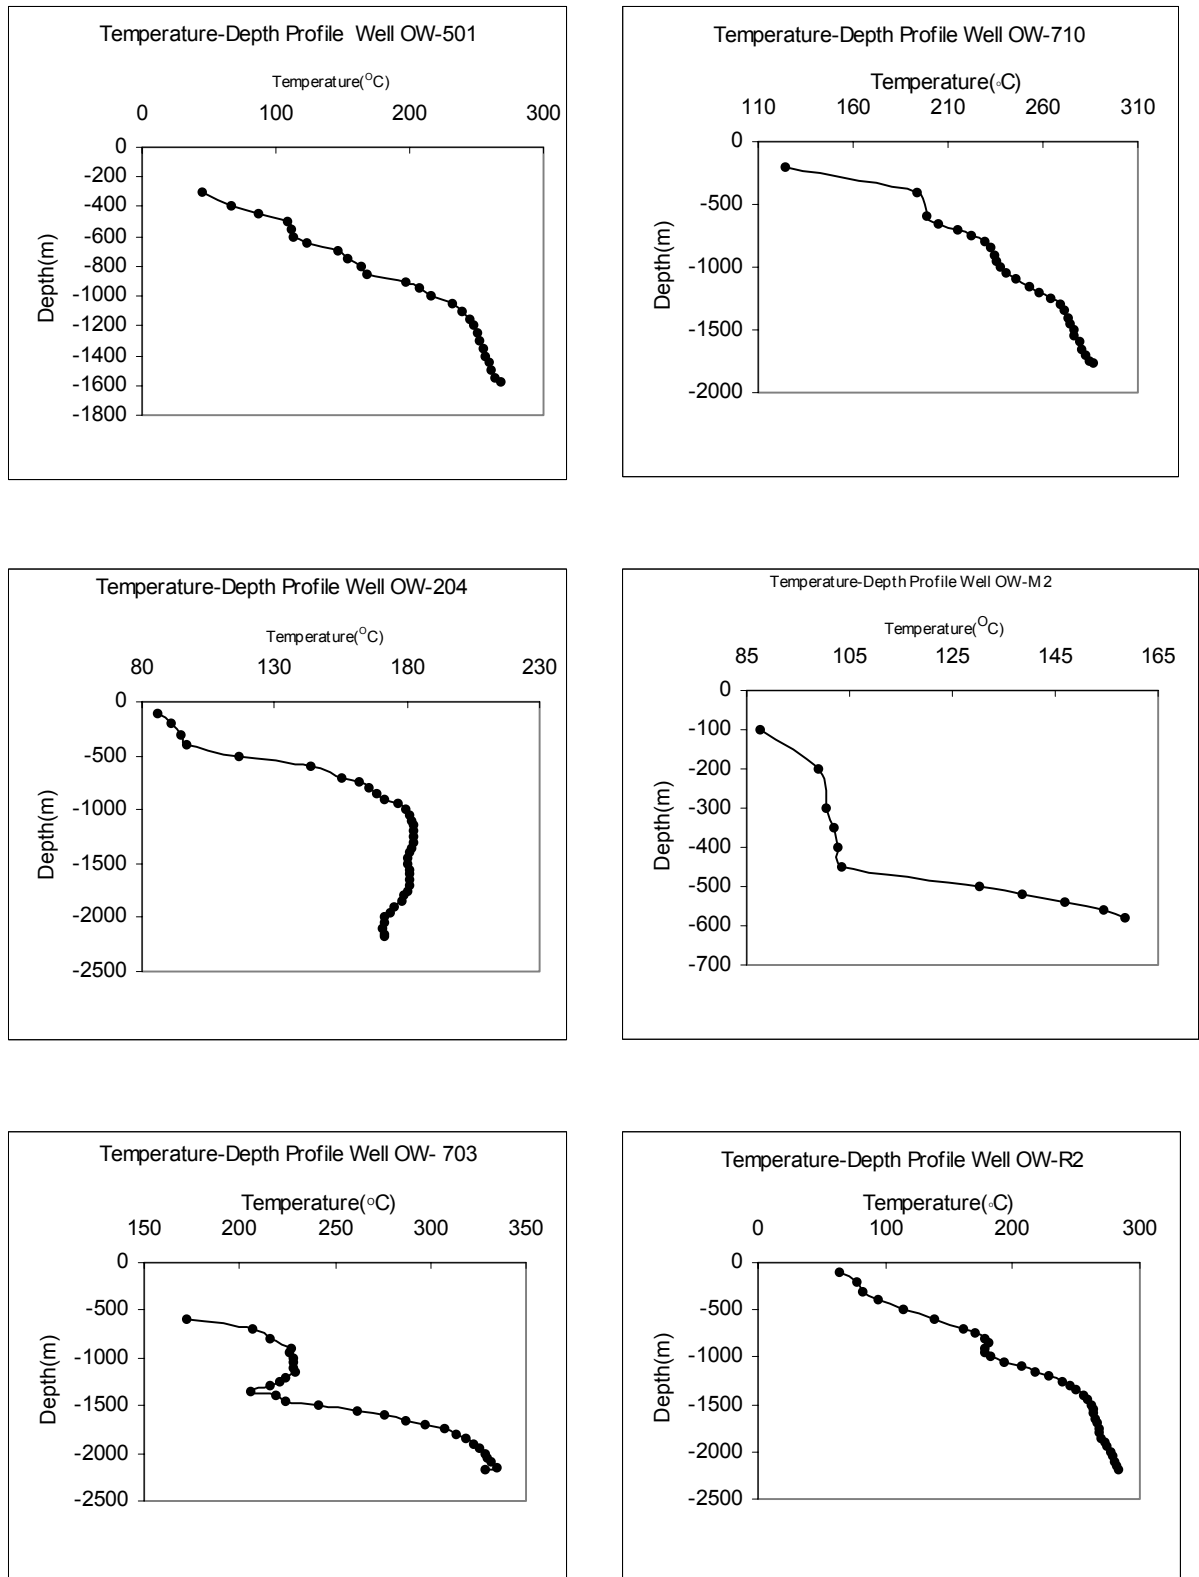 Temperature-Depth Profile Well OW-501
Temperature(OC)
0 100 200 300
0
-200
-400
-600
-800
-1000
-1200
-1400
-1600
-1800
Depth(m)
Temperature-Depth Profile Well OW-710
Temperature(◦C)
110 160 210 260 310
0
-500
-1000
-1500
-2000
Depth(m)
Temperature-Depth Profile Well OW-204
Temperature(OC)
80 130 180 230
0
-500
-1000
-1500
-2000
-2500
Depth(m)
Temperature-Depth Profile Well OW-M2
Temperature(OC)
85 105 125 145 165
0
-100
-200
-300
-400
-500
-600
-700
Depth(m)
Temperature-Depth Profile Well OW- 703
Temperature(oC)
150 200 250 300 350
0
-500
-1000
-1500
-2000
-2500
Depth(m)
Temperature-Depth Profile Well OW-R2
Temperature(◦C)
0 100 200 300
0
-500
-1000
-1500
-2000
-2500
Depth(m)